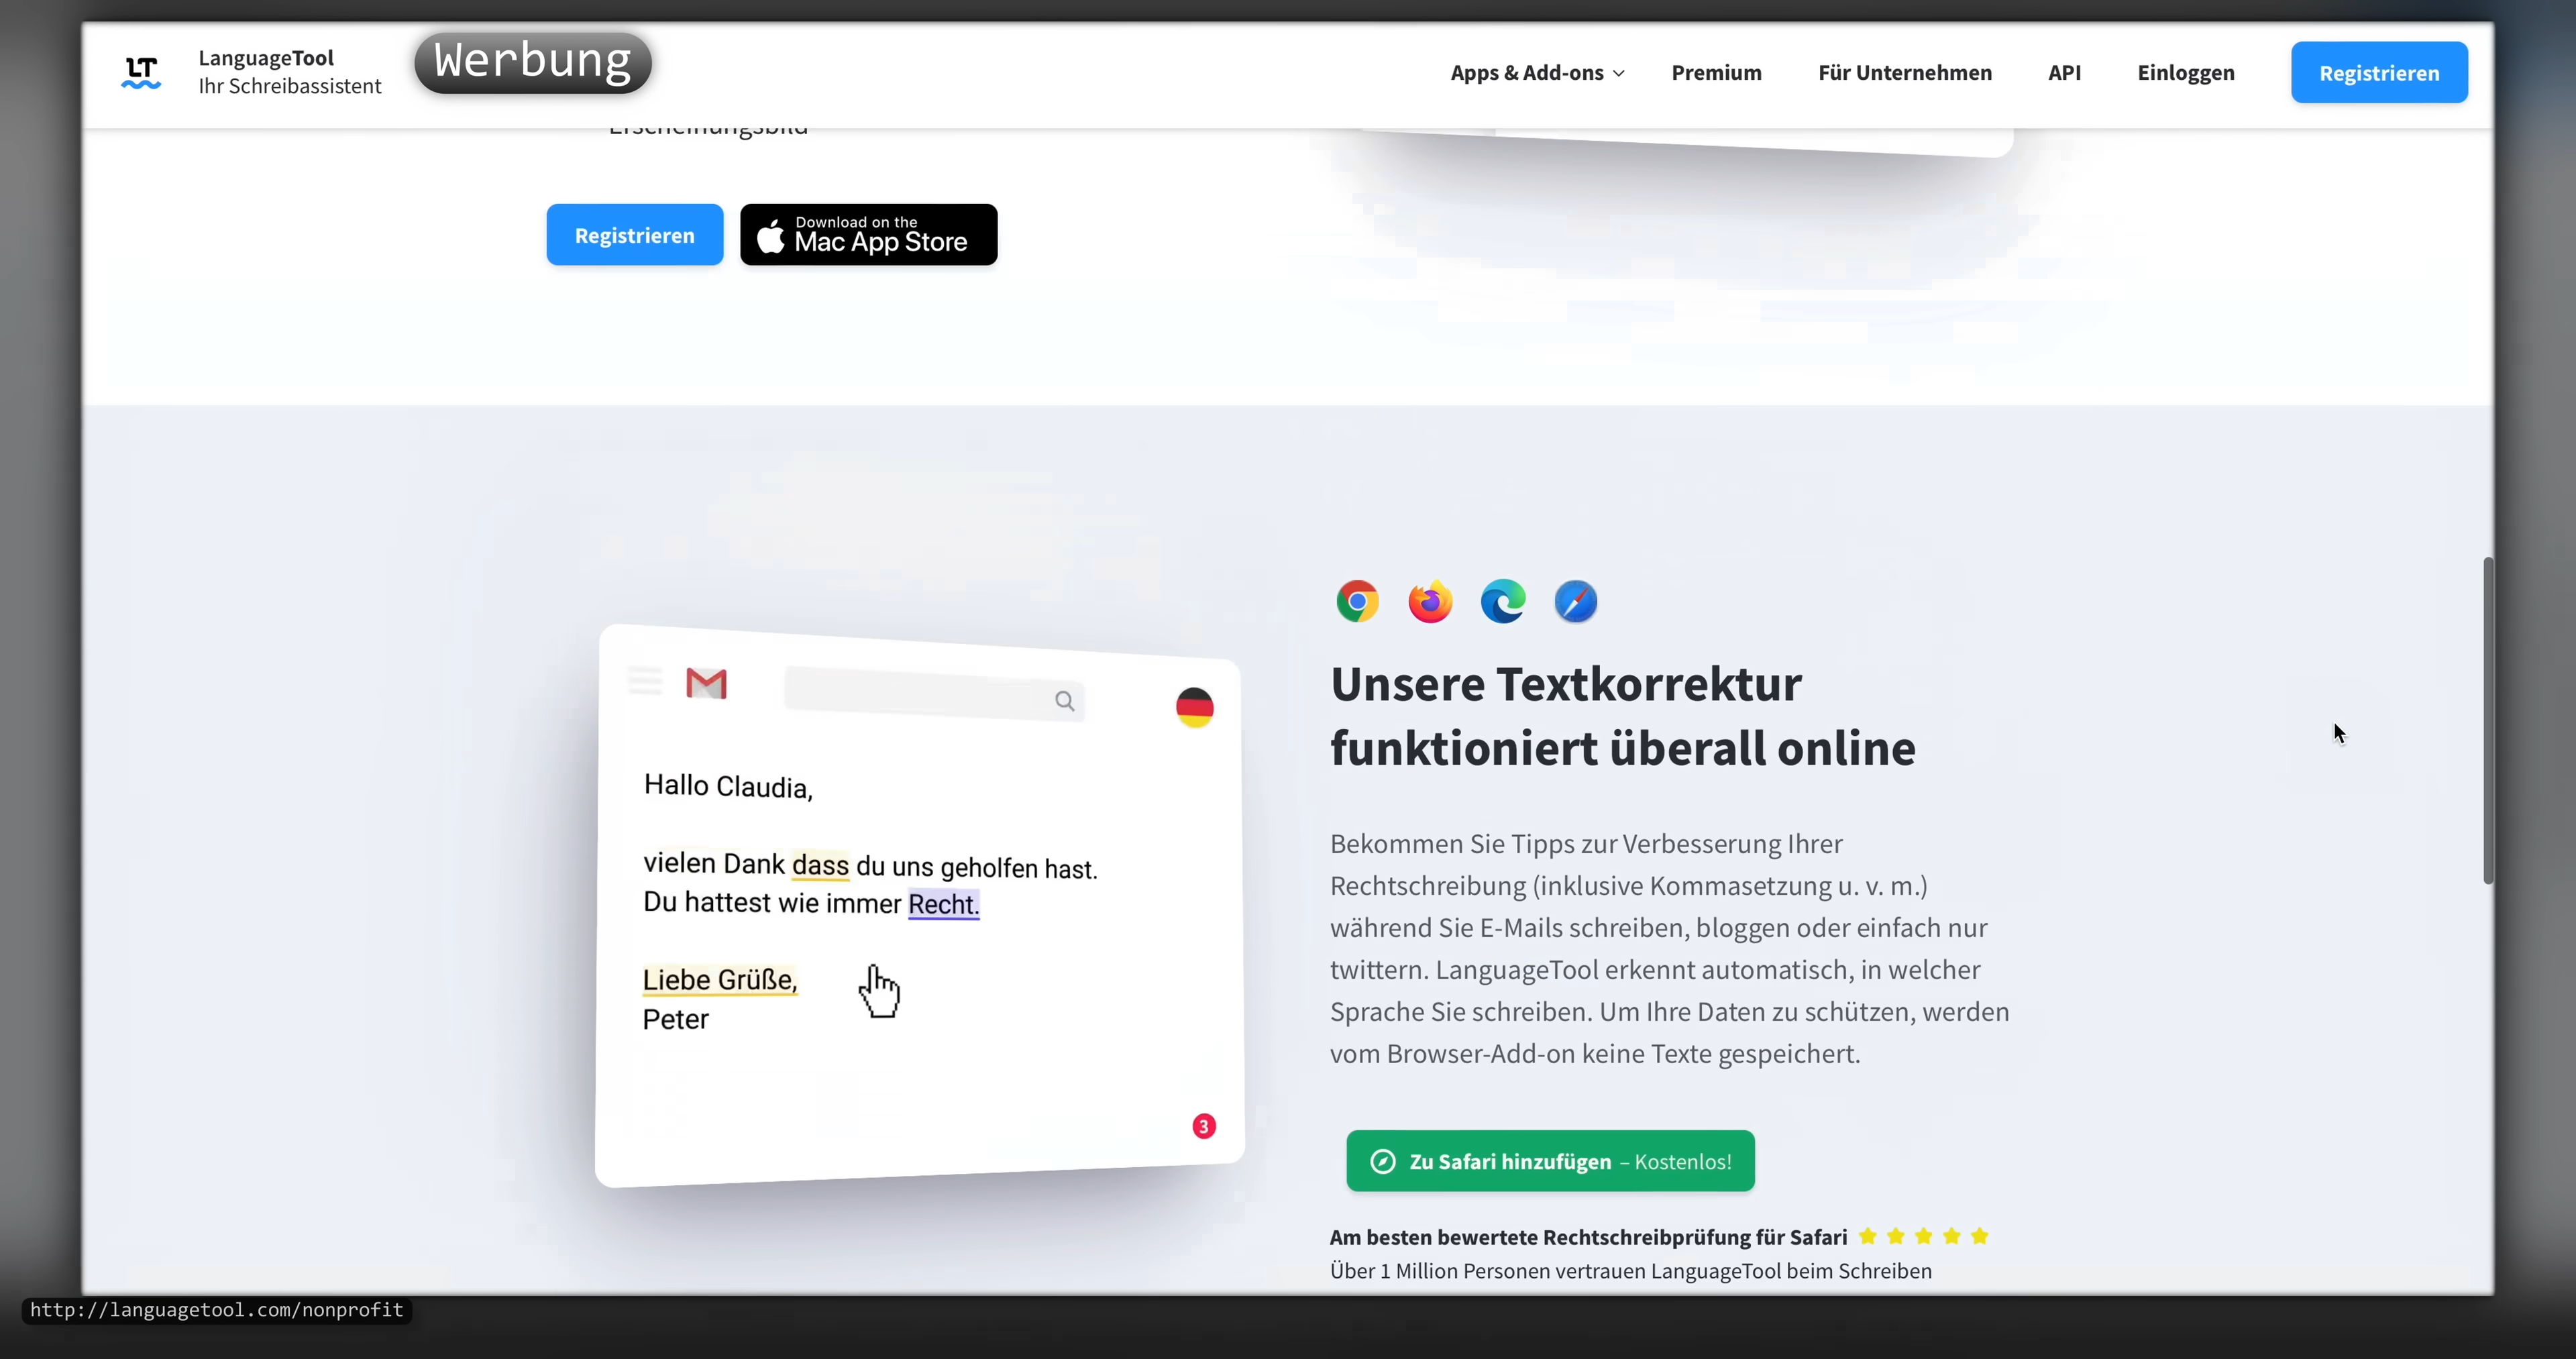 LanguageTool
Ihr Schreibassistent
Werbung
Apps & Add-ons
Premium
Für Unternehmen
API
Einloggen
Registrieren
Erscheinungsbild
Registrieren
Download on the
Mac App Store
Hallo Claudia,
vielen Dank dass du uns geholfen hast.
Du hattest wie immer Recht.
Liebe Grüße,
Peter
3
Unsere Textkorrektur
funktioniert überall online
Bekommen Sie Tipps zur Verbesserung Ihrer
Rechtschreibung (inklusive Kommasetzung u. v. m.)
während Sie E-Mails schreiben, bloggen oder einfach nur
twittern. LanguageTool erkennt automatisch, in welcher
Sprache Sie schreiben. Um Ihre Daten zu schützen, werden
vom Browser-Add-on keine Texte gespeichert.
Zu Safari hinzufügen – Kostenlos!
Am besten bewertete Rechtschreibprüfung für Safari
Über 1 Million Personen vertrauen LanguageTool beim Schreiben
http://languagetool.com/nonprofit